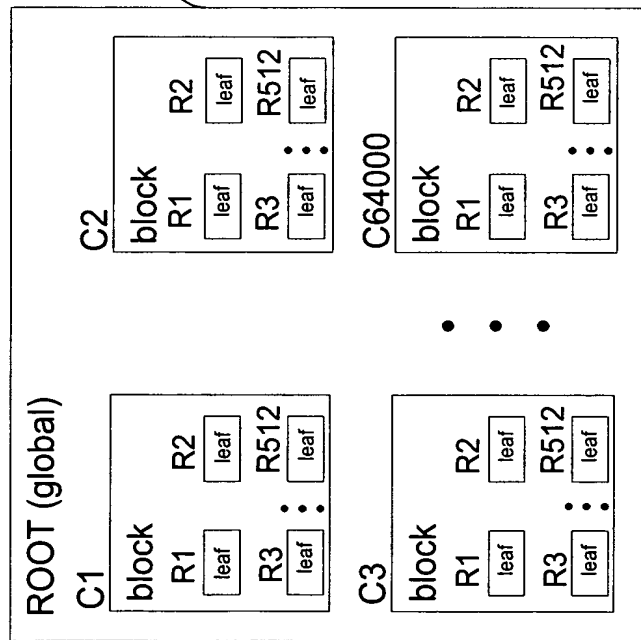 ROOT (global)
C1
block
R1
R2
leaf
leaf
R3
R512
leaf
leaf
C2
block
R1
R2
leaf
leaf
R3
R512
leaf
leaf
C3
block
R1
R2
leaf
leaf
R3
R512
leaf
leaf
C64000
block
R1
R2
leaf
leaf
R3
R512
leaf
leaf